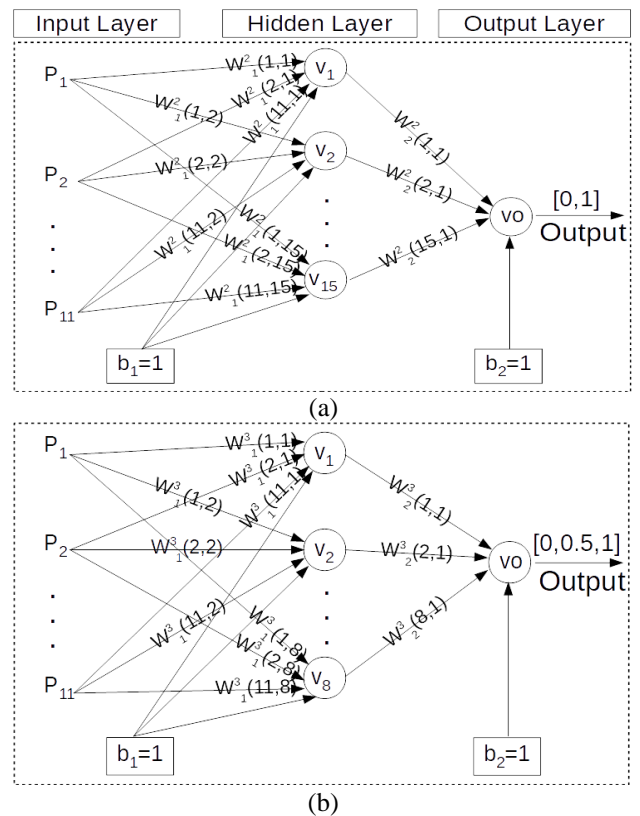 Input Layer Hidden Layer Output Layer
P₁
W²₁(1,1)
v₁
W²₁(2,1)
W²₁(11,1)
W²₁(1,2)
W²₂(1,1)
P₂
W²₁(2,2)
v₂
W²₂(2,1)
vo
[0,1]
Output
.
.
.
W²₁(11,2)
W²₁(1,15)
W²₁(2,15)
.
.
W²₂(15,1)
P₁₁
W²₁(11,15)
v₁₅
b₁=1
b₂=1
(a)
P₁
W³₁(1,1)
v₁
W³₁(2,1)
W³₁(11,1)
W³₁(1,2)
W³₂(1,1)
P₂
W³₁(2,2)
v₂
W³₂(2,1)
vo
[0,0.5,1]
Output
.
.
.
W³₁(11,2)
W³₁(1,8)
W³₁(2,8)
.
.
W³₂(8,1)
P₁₁
W³₁(11,8)
v₈
b₁=1
b₂=1
(b)